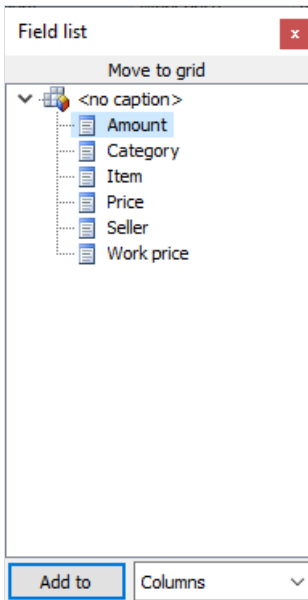 Field list
x
Move to grid
<no caption>
Amount
Category
Item
Price
Seller
Work price
Add to
Columns